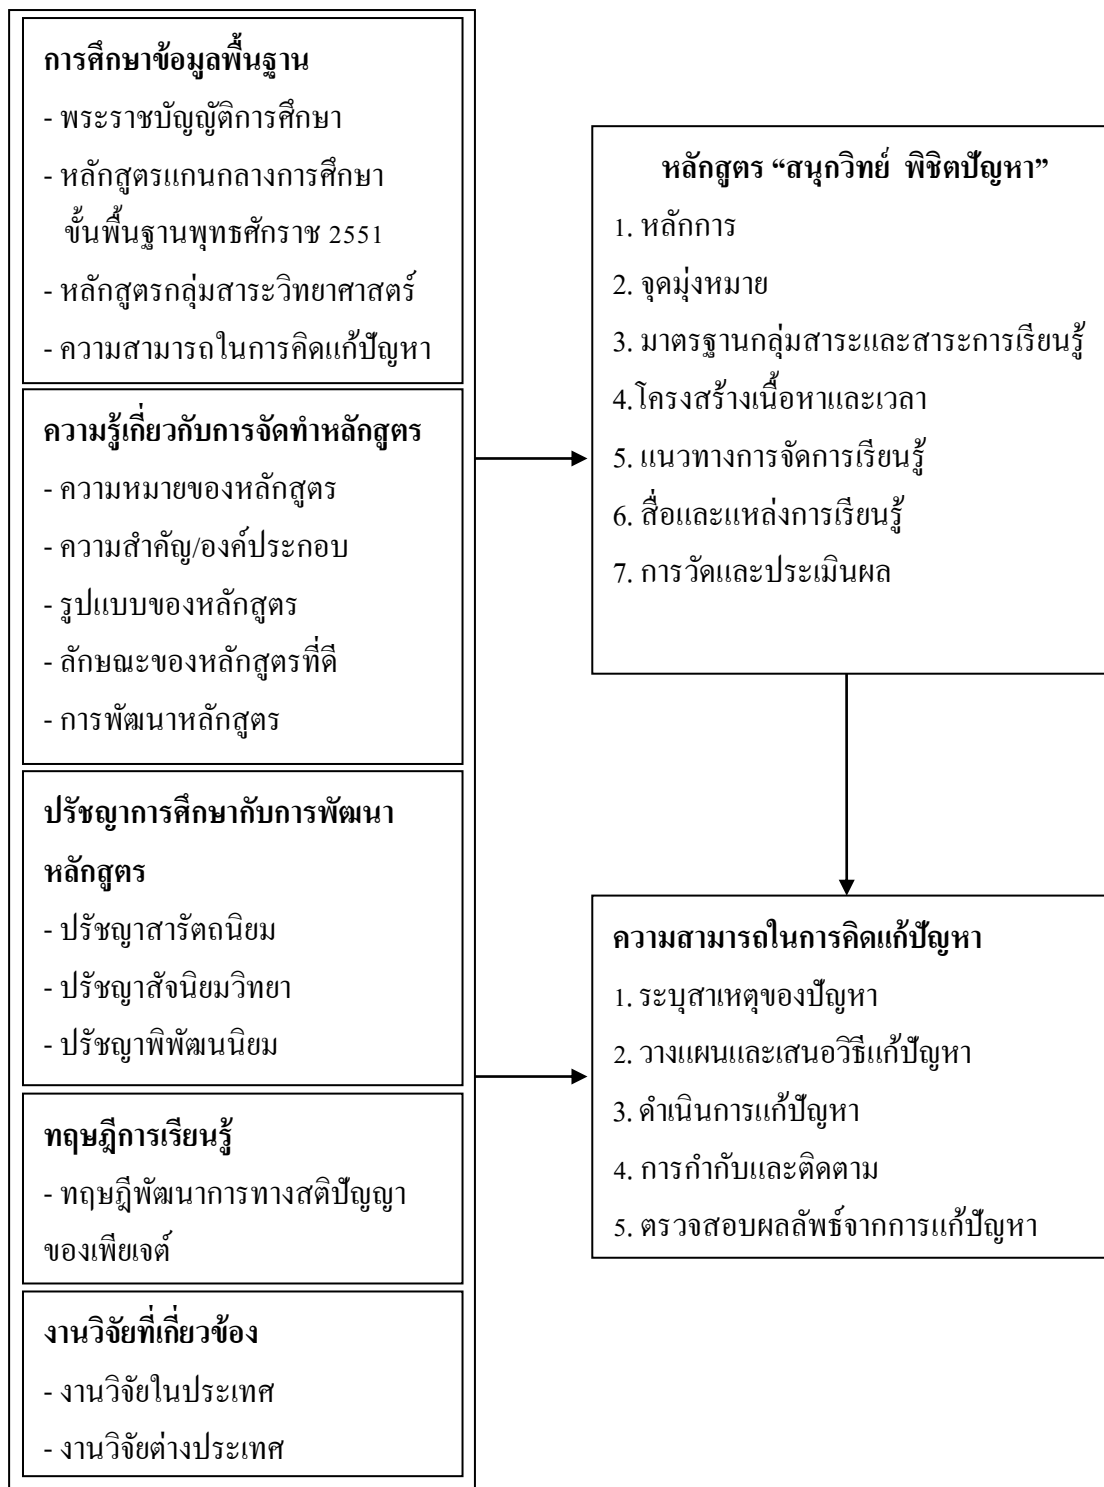 การศึกษาข้อมูลพื้นฐาน
- พระราชบัญญัติการศึกษา
- หลักสูตรแกนกลางการศึกษา
ขั้นพื้นฐานพุทธศักราช 2551
- หลักสูตรกลุ่มสาระวิทยาศาสตร์
- ความสามารถในการคิดแก้ปัญหา
ความรู้เกี่ยวกับการจัดทำหลักสูตร
- ความหมายของหลักสูตร
- ความสำคัญ/องค์ประกอบ
- รูปแบบของหลักสูตร
- ลักษณะของหลักสูตรที่ดี
- การพัฒนาหลักสูตร
ปรัชญาการศึกษากับการพัฒนา
หลักสูตร
- ปรัชญาสารัตถนิยม
- ปรัชญาสัจนิยมวิทยา
- ปรัชญาพิพัฒนนิยม
ทฤษฎีการเรียนรู้
- ทฤษฎีพัฒนาการทางสติปัญญา
ของเพียเจต์
งานวิจัยที่เกี่ยวข้อง
- งานวิจัยในประเทศ
- งานวิจัยต่างประเทศ
หลักสูตร “สนุกวิทย์ พิชิตปัญหา”
1. หลักการ
2. จุดมุ่งหมาย
3. มาตรฐานกลุ่มสาระและสาระการเรียนรู้
4.โครงสร้างเนื้อหาและเวลา
5. แนวทางการจัดการเรียนรู้
6. สื่อและแหล่งการเรียนรู้
7. การวัดและประเมินผล
ความสามารถในการคิดแก้ปัญหา
1. ระบุสาเหตุของปัญหา
2. วางแผนและเสนอวิธีแก้ปัญหา
3. ดำเนินการแก้ปัญหา
4. การกำกับและติดตาม
5. ตรวจสอบผลลัพธ์จากการแก้ปัญหา